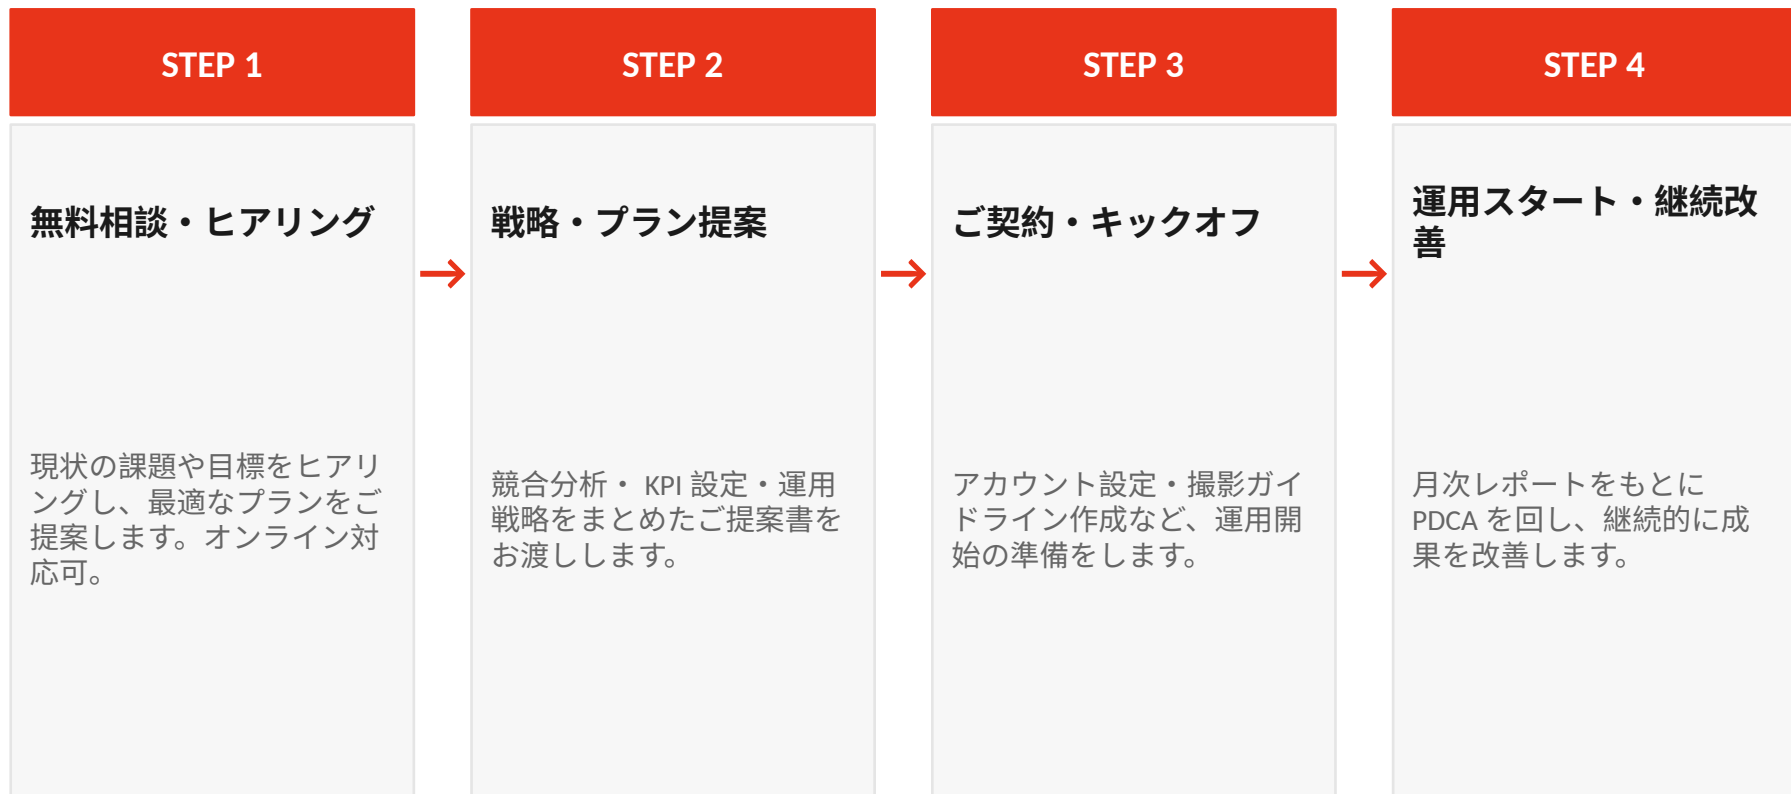 STEP 1
無料相談・ヒアリング
現状の課題や目標をヒアリ
ングし、最適なプランをご
提案します。オンライン対
応可。
→
STEP 2
戦略・プラン提案
競合分析・ KPI 設定・運用
戦略をまとめたご提案書を
お渡しします。
→
STEP 3
ご契約・キックオフ
アカウント設定・撮影ガイ
ドライン作成など、運用開
始の準備をします。
→
STEP 4
運用スタート・継続改
善
月次レポートをもとに
PDCA を回し、継続的に成
果を改善します。